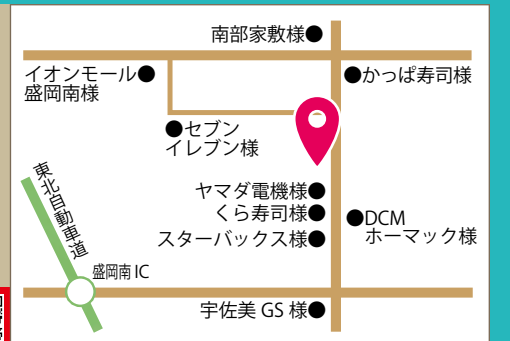 南部家敷様●
イオンモール●
盛岡南様
●かっぱ寿司様
●セブン
イレブン様
ヤマダ電機様●
くら寿司様●
スターバックス様●
●DCM
ホーマック様
東北自動車道
盛岡南 IC
宇佐美 GS 様●